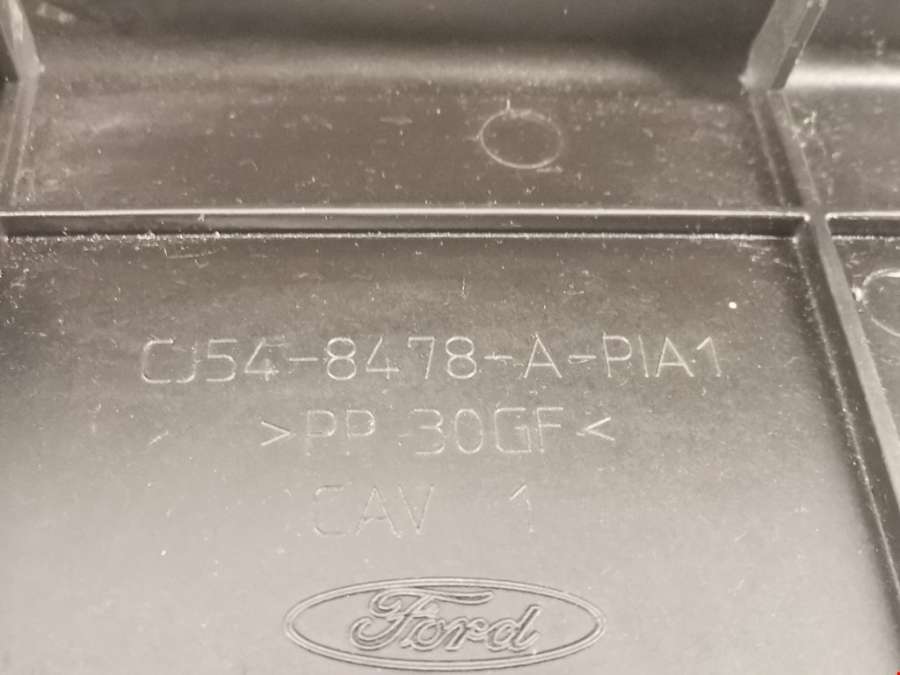 CJ54-8478-A-PIA1
>PP 30GF<
CAV 1
Ford